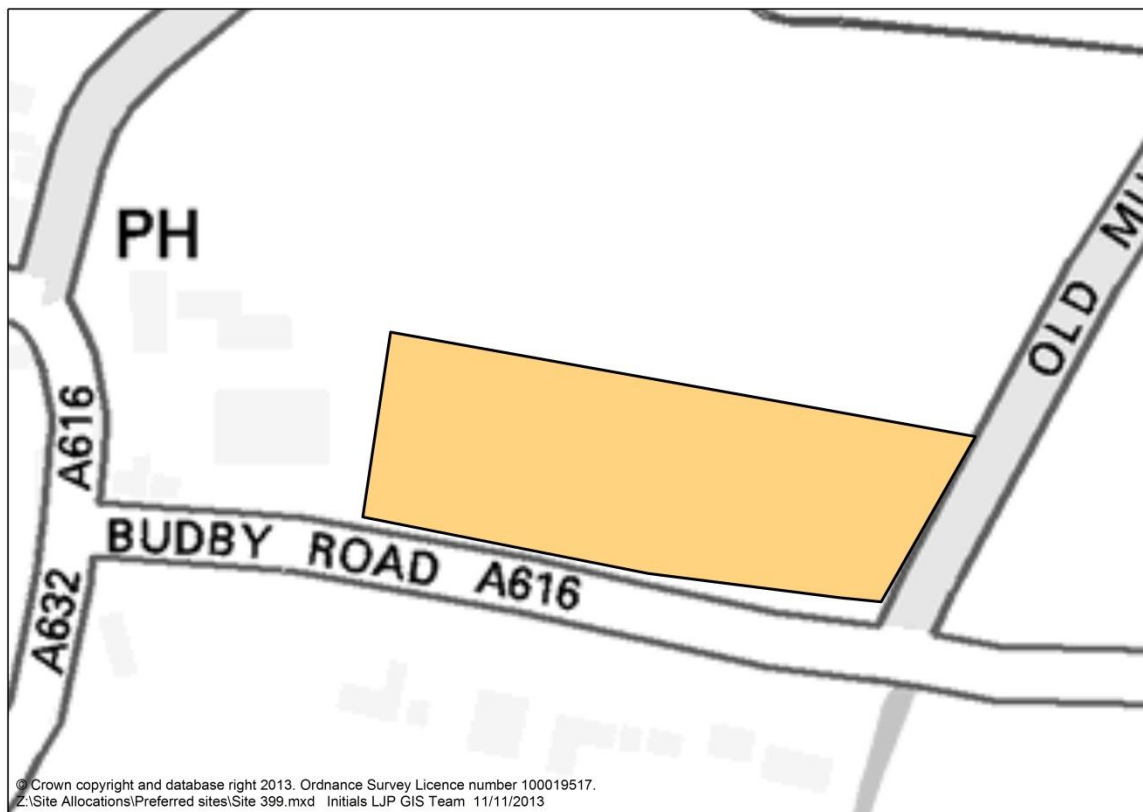 PH
OLD
A616
BUDBY ROAD A616
A632
© Crown copyright and database right 2013. Ordnance Survey Licence number 100019517.
Z:\Site Allocations\Preferred sites\Site 399.mxd Initials LJP GIS Team 11/11/2013